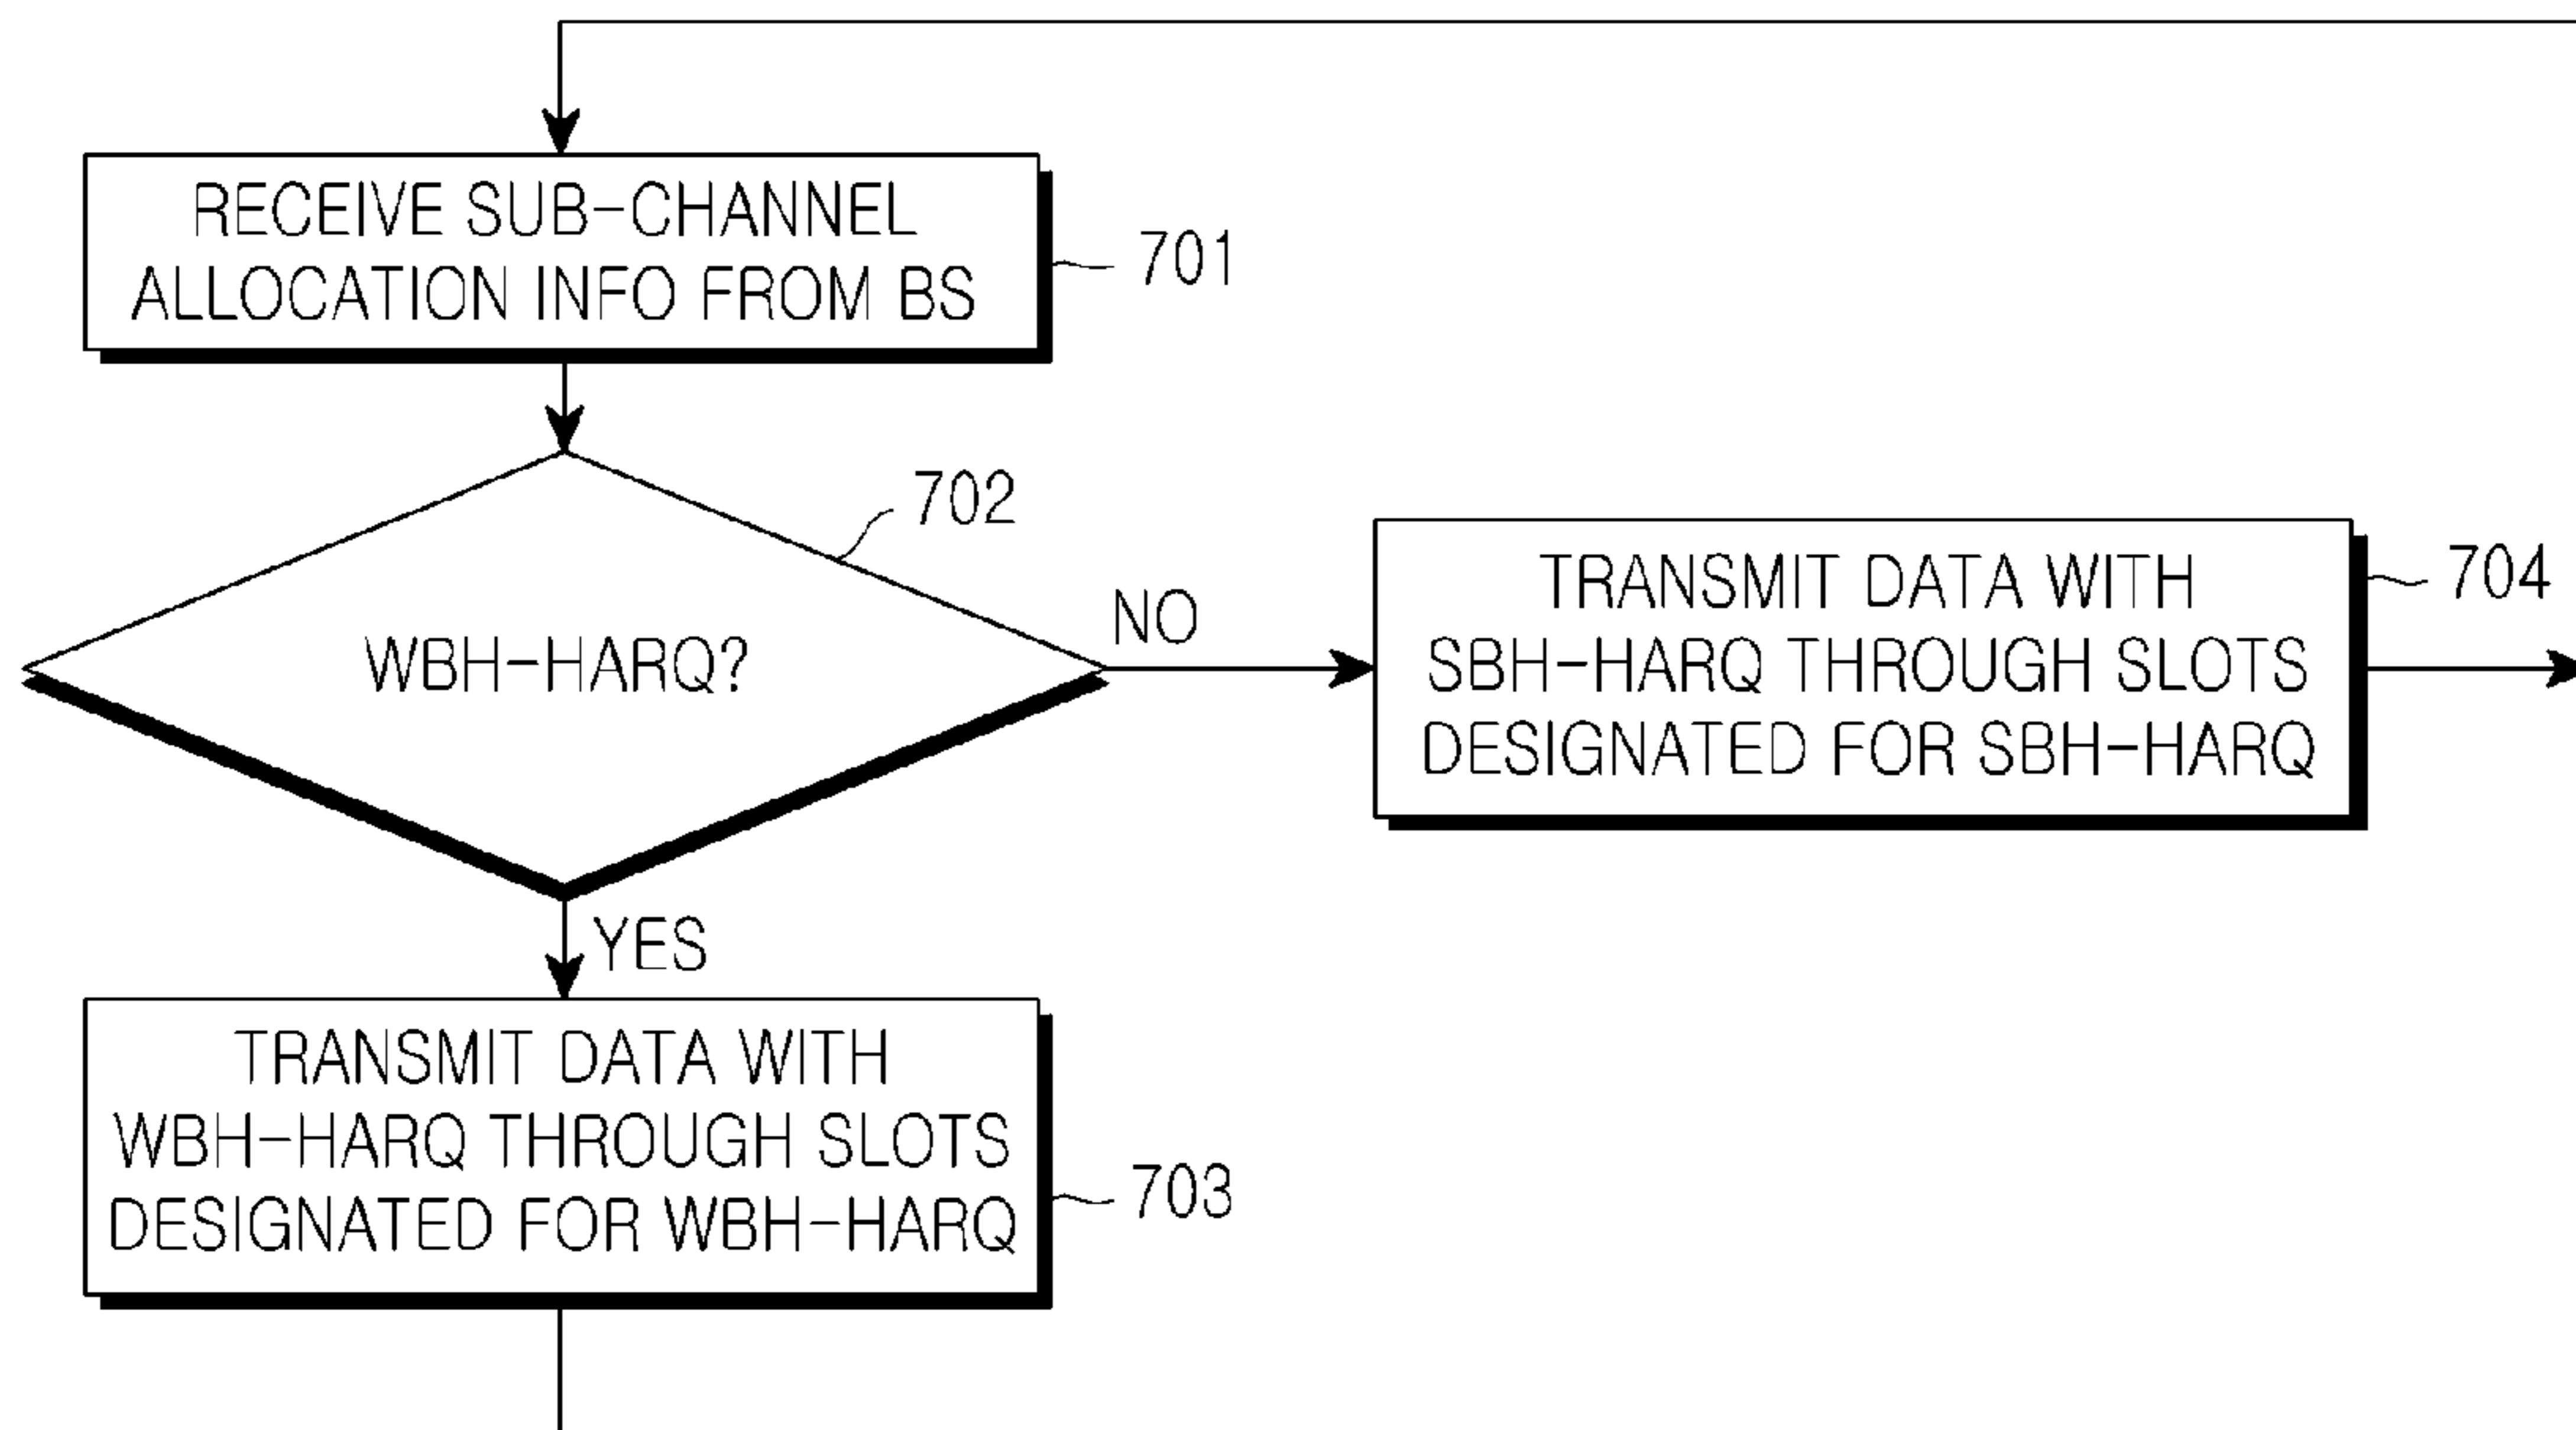 RECEIVE SUB-CHANNEL
ALLOCATION INFO FROM BS
701
702
WBH-HARQ?
NO
TRANSMIT DATA WITH
SBH-HARQ THROUGH SLOTS
DESIGNATED FOR SBH-HARQ
704
YES
TRANSMIT DATA WITH
WBH-HARQ THROUGH SLOTS
DESIGNATED FOR WBH-HARQ
703